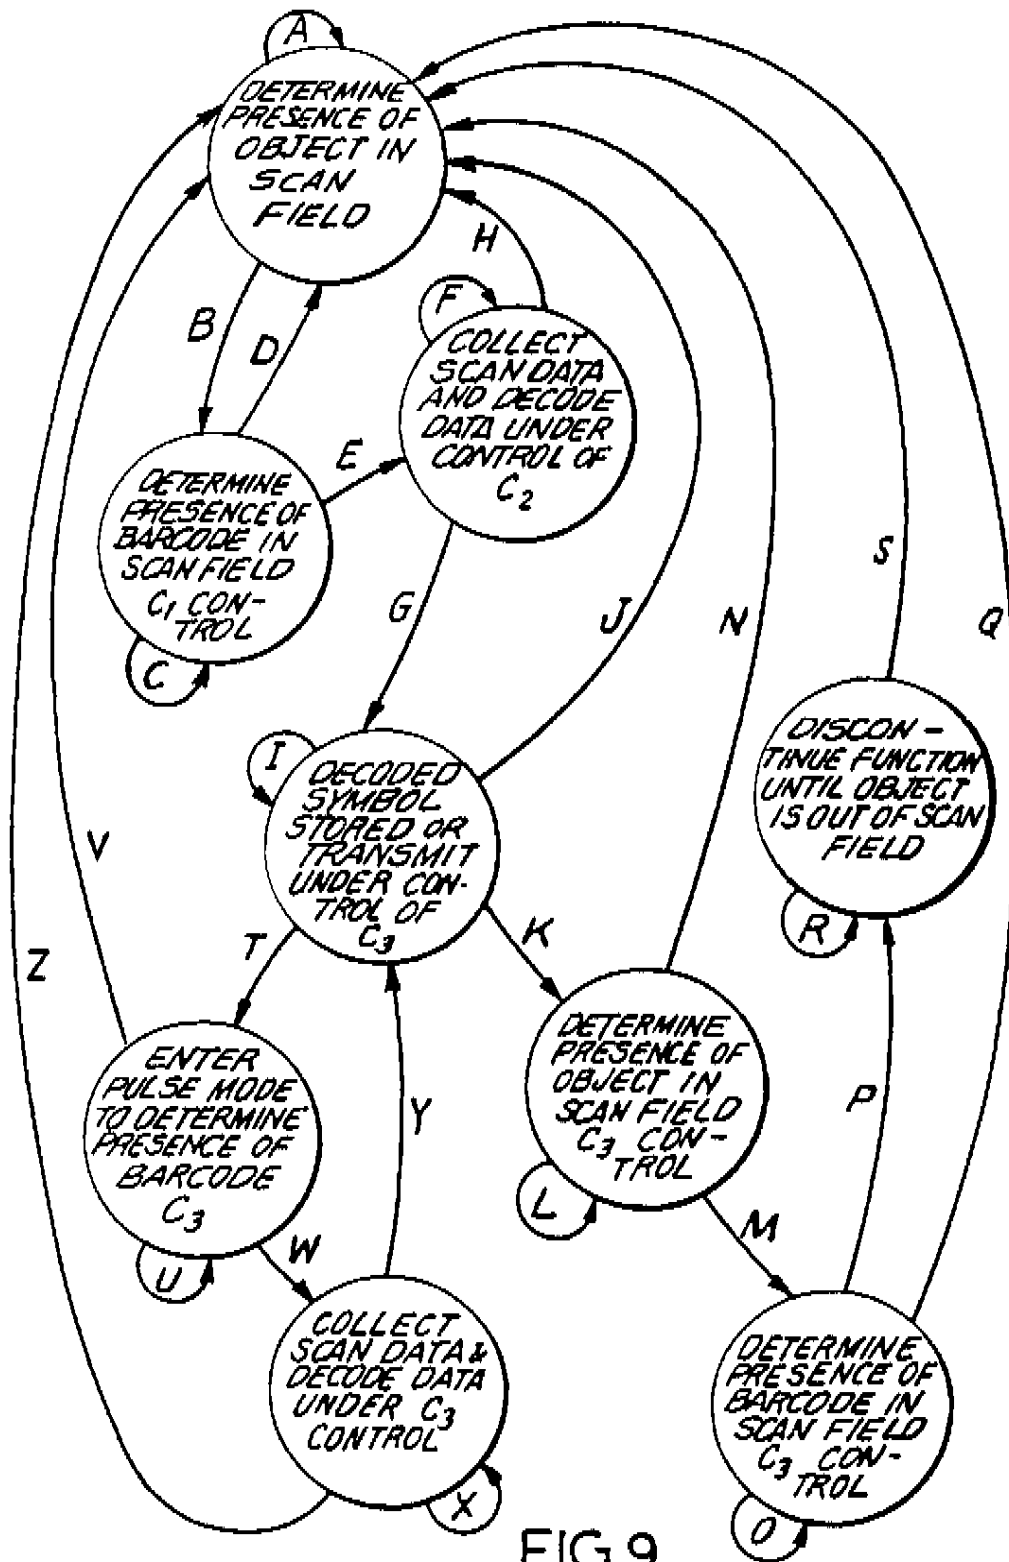 A
DETERMINE
PRESENCE OF
OBJECT IN
SCAN
FIELD
H
B
D
F
COLLECT
SCAN DATA
AND DECODE
DATA UNDER
CONTROL OF
C2
E
DETERMINE
PRESENCE OF
BARCODE IN
SCAN FIELD
C1 CON-
TROL
C
G
J
N
S
Q
I
DECODED
SYMBOL
STORED OR
TRANSMIT
UNDER CON-
TROL OF
C3
DISCON-
TINUE FUNCTION
UNTIL OBJECT
IS OUT OF SCAN
FIELD
R
V
Z
T
K
ENTER
PULSE MODE
TO DETERMINE
PRESENCE OF
BARCODE
C3
U
Y
DETERMINE
PRESENCE OF
OBJECT IN
SCAN FIELD
C3 CON-
TROL
L
P
W
M
COLLECT
SCAN DATA &
DECODE DATA
UNDER C3
CONTROL
X
DETERMINE
PRESENCE OF
BARCODE IN
SCAN FIELD
C3 CON-
TROL
O
FIG. 9